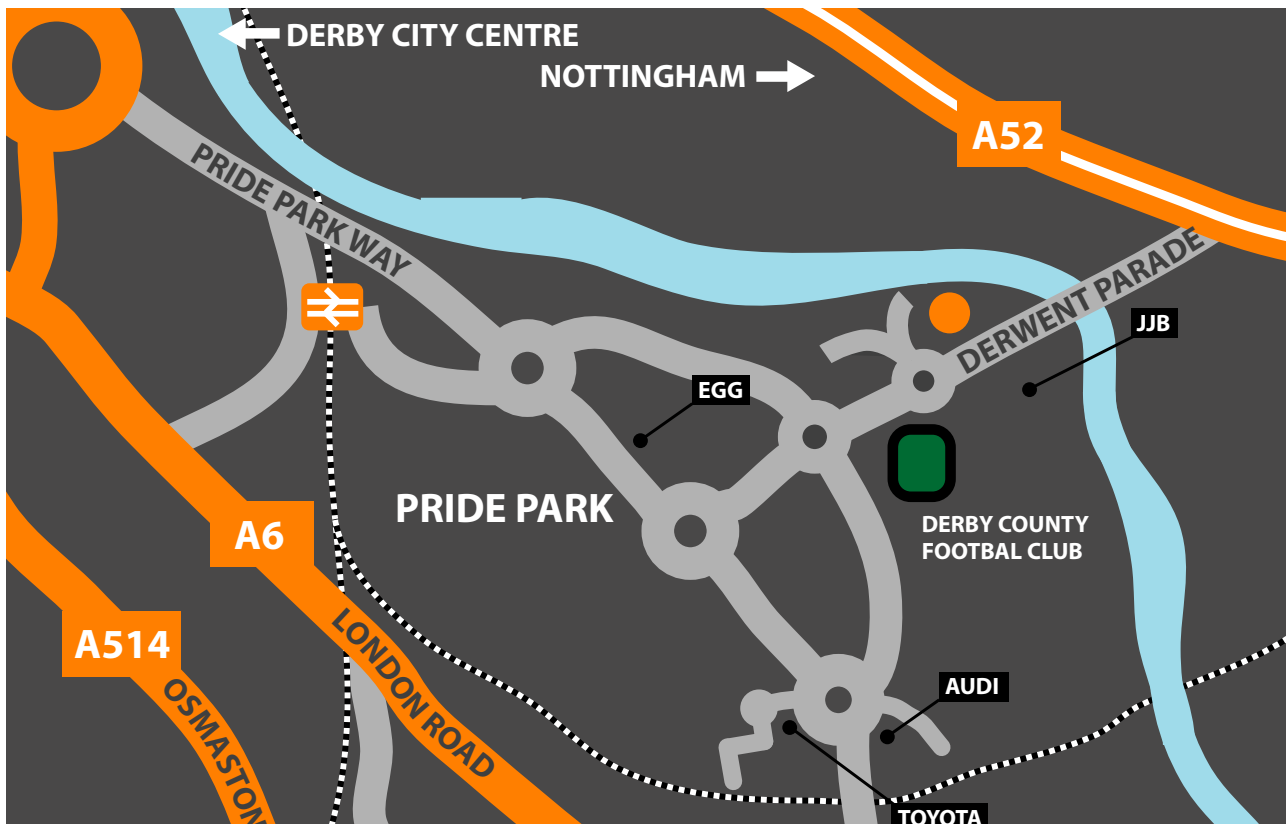 DERBY CITY CENTRE
NOTTINGHAM
A52
PRIDE PARK WAY
DERWENT PARADE
JJB
EGG
PRIDE PARK
DERBY COUNTY
FOOTBAL CLUB
A6
A514
LONDON ROAD
OSMASTON
AUDI
TOYOTA